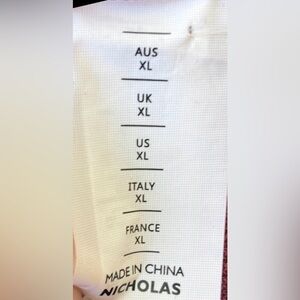 AUS
XL
UK
XL
US
XL
ITALY
XL
FRANCE
XL
MADE IN CHINA
NICHOLAS